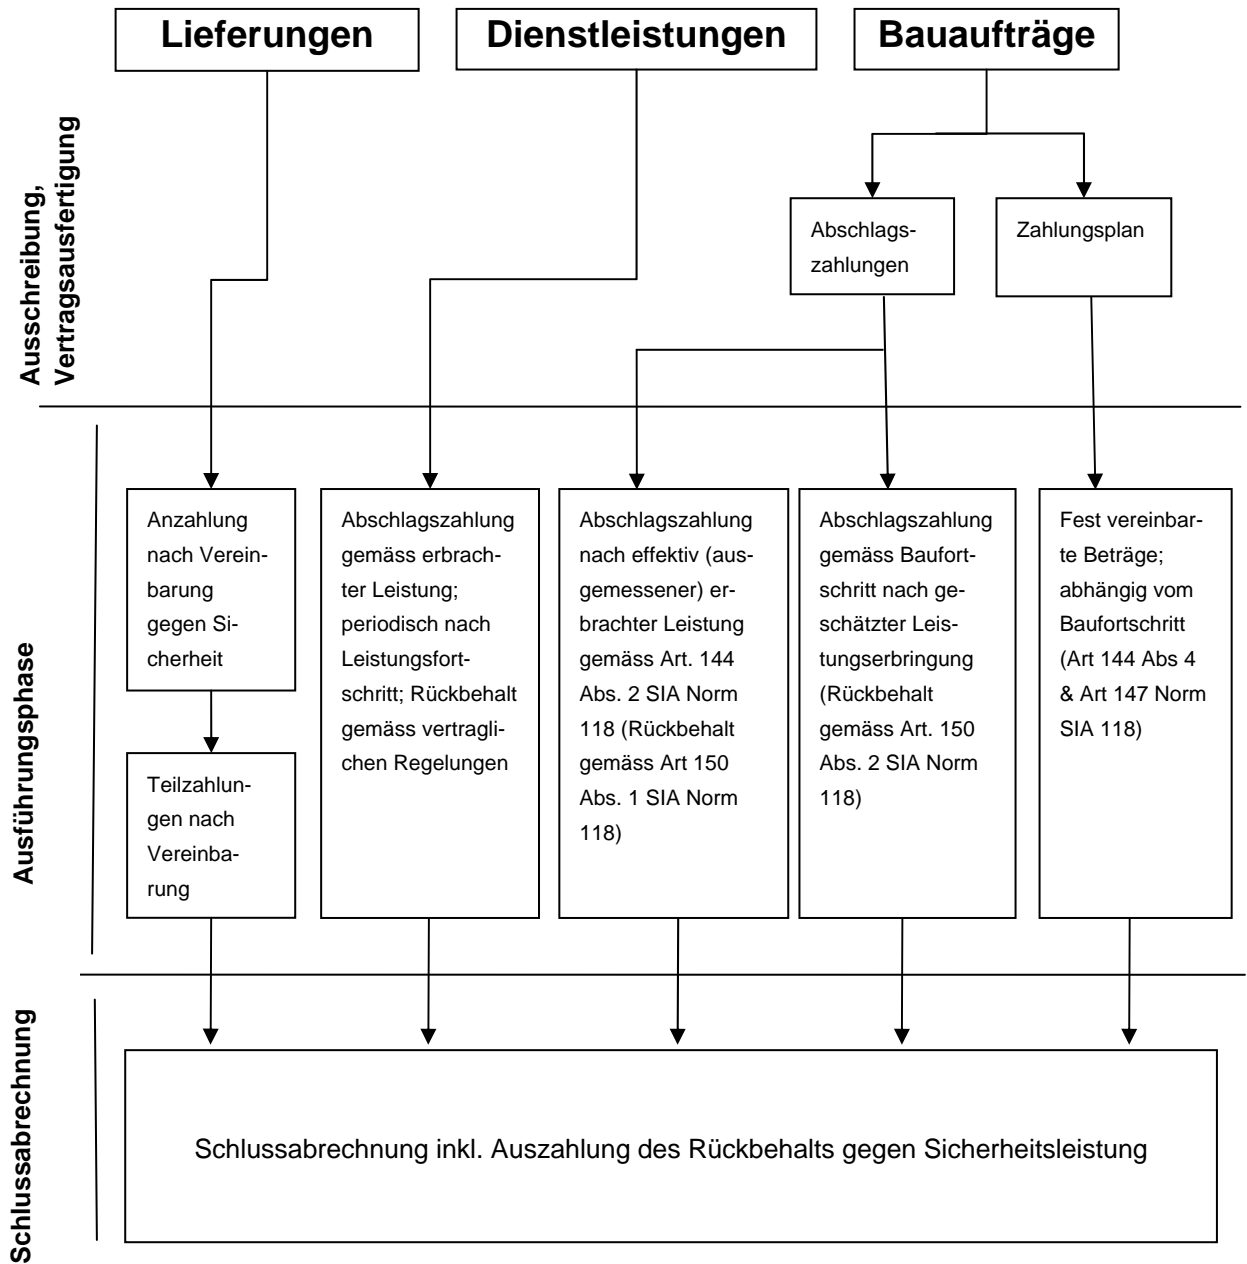 Lieferungen
Dienstleistungen
Bauaufträge
Ausschreibung,
Vertragsausfertigung
Abschlags-
zahlungen
Zahlungsplan
Ausführungsphase
Anzahlung
nach Verein-
barung
gegen Si-
cherheit
Teilzahlun-
gen nach
Vereinba-
rung
Abschlagszahlung
gemäss erbrach-
ter Leistung;
periodisch nach
Leistungsfort-
schritt; Rückbehalt
gemäss vertragli-
chen Regelungen
Abschlagszahlung
nach effektiv (aus-
gemessener) er-
brachter Leistung
gemäss Art. 144
Abs. 2 SIA Norm
118 (Rückbehalt
gemäss Art 150
Abs. 1 SIA Norm
118)
Abschlagszahlung
gemäss Baufort-
schritt nach ge-
schätzter Leis-
tungserbringung
(Rückbehalt
gemäss Art. 150
Abs. 2 SIA Norm
118)
Fest vereinbar-
te Beträge;
abhängig vom
Baufortschritt
(Art 144 Abs 4
& Art 147 Norm
SIA 118)
Schlussabrechnung
Schlussabrechnung inkl. Auszahlung des Rückbehalts gegen Sicherheitsleistung